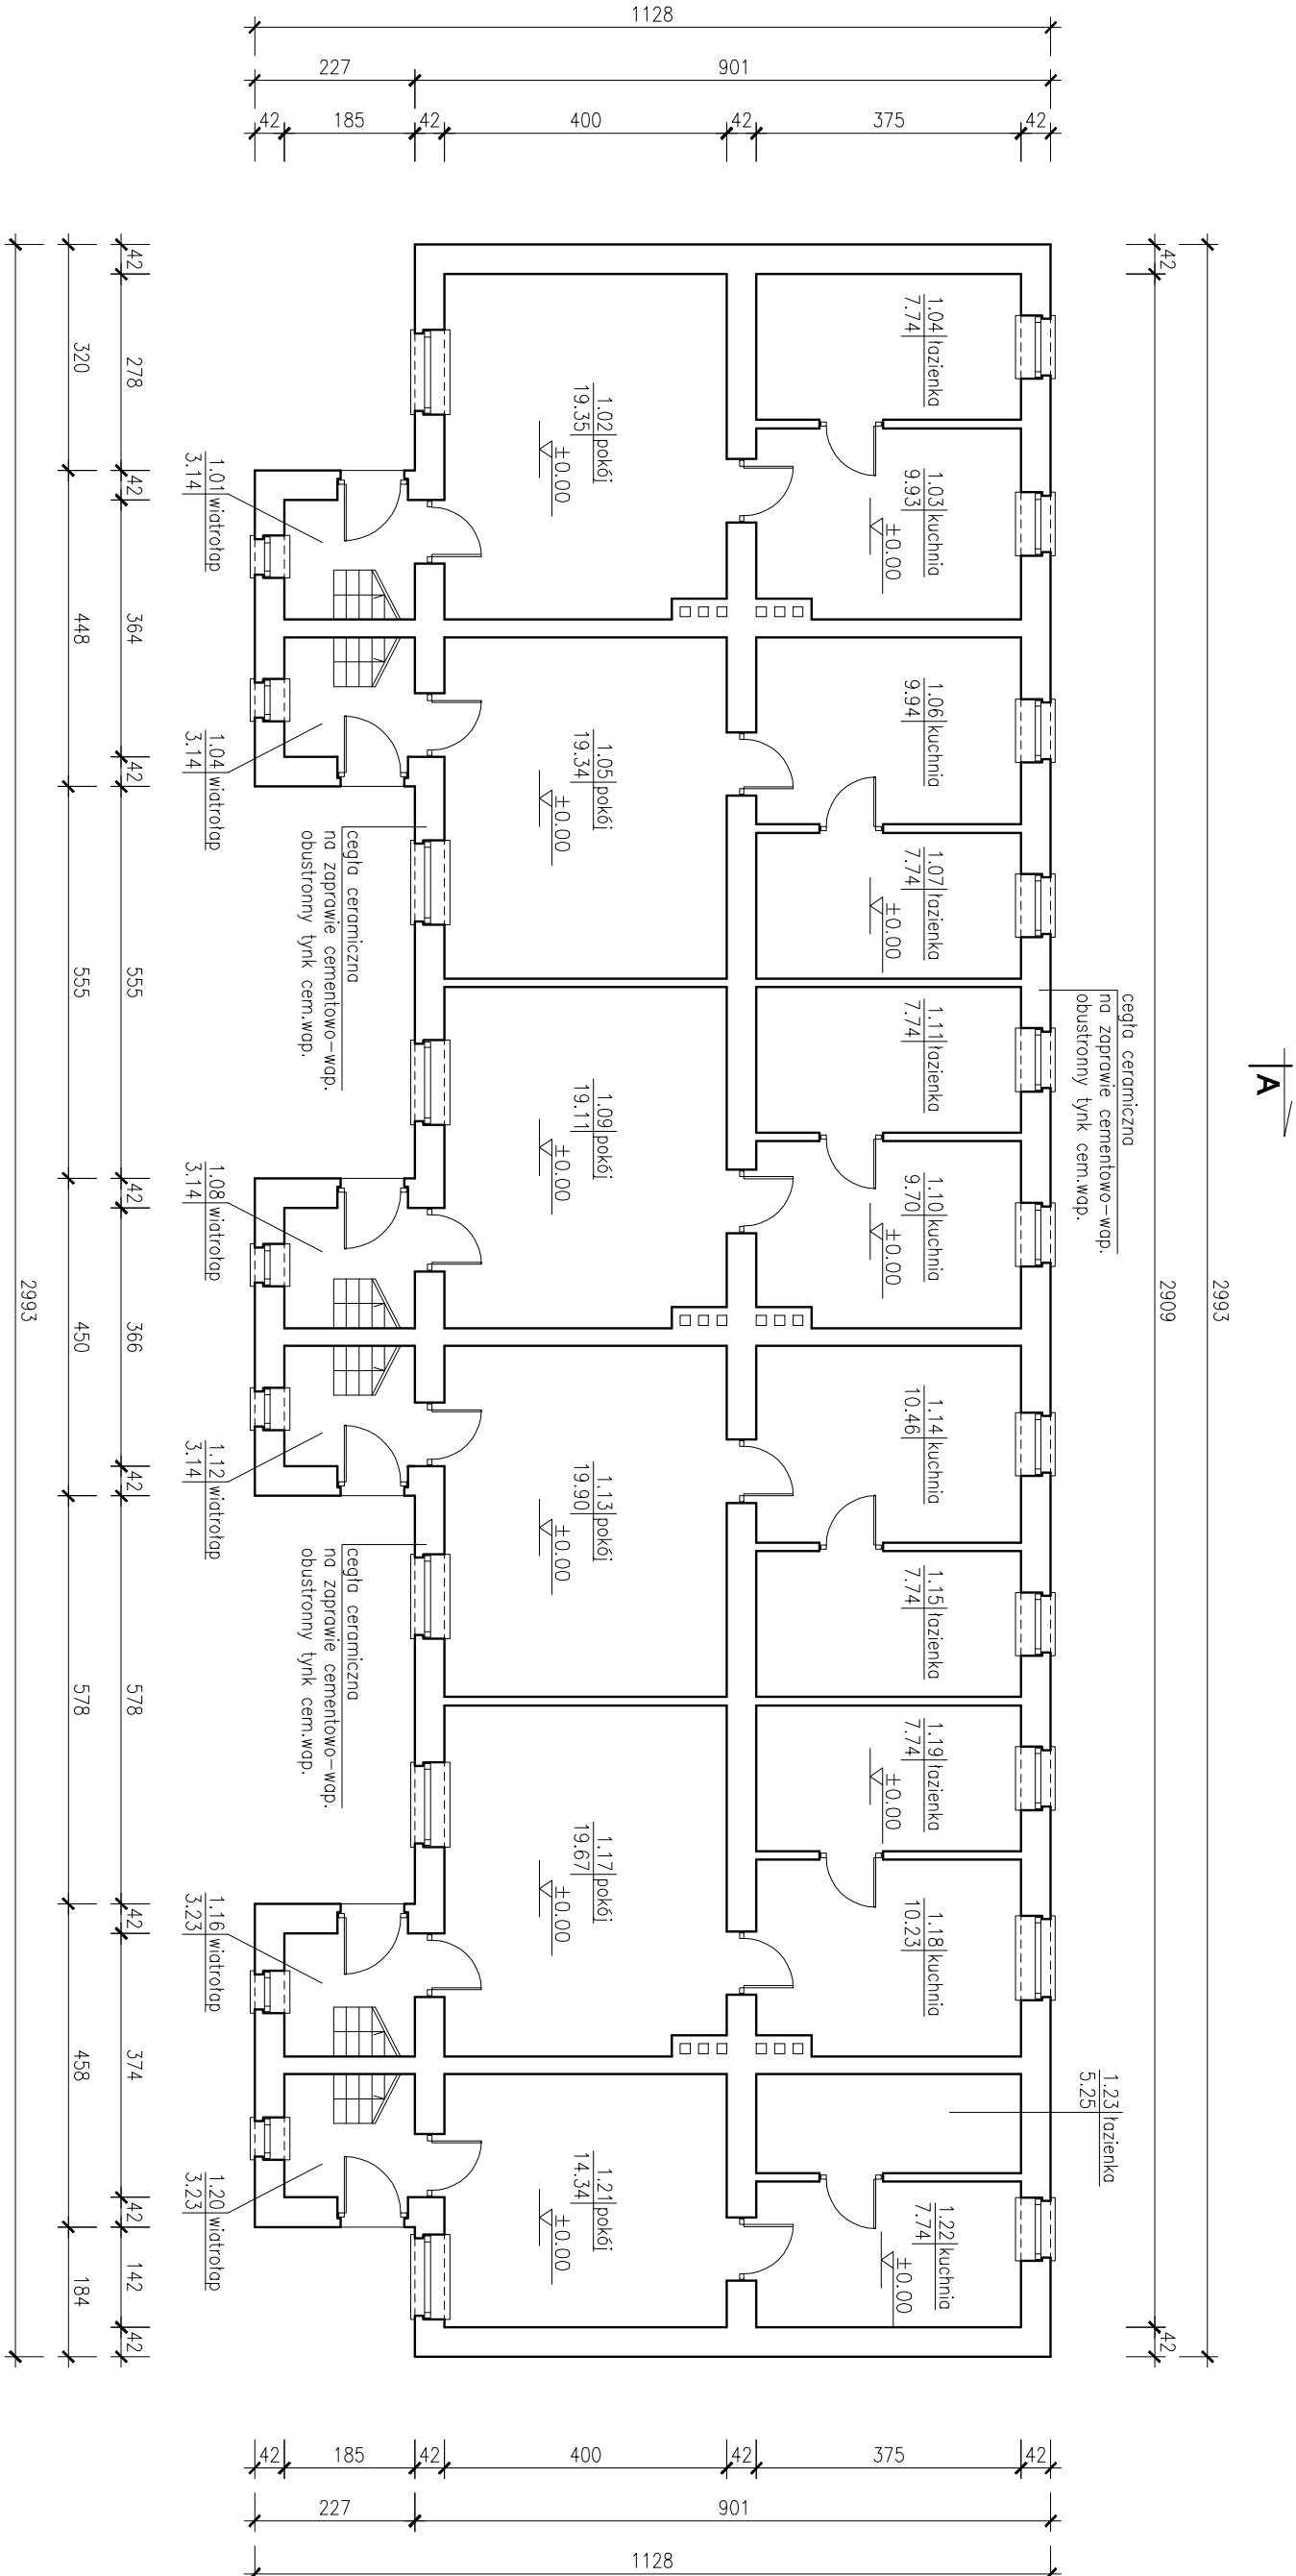 1128
227
901
42
185
42
400
42
375
42
2993
42
2909
42
A
cegła ceramiczna
na zaprawie cementowo-wap.
obustronny tynk cem.wap.
1.04 łazienka
7.74
1.03 kuchnia
9.93
±0.00
1.06 kuchnia
9.94
1.07 łazienka
7.74
±0.00
1.11 łazienka
7.74
1.10 kuchnia
9.70
±0.00
1.14 kuchnia
10.46
1.15 łazienka
7.74
1.19 łazienka
7.74
±0.00
1.18 kuchnia
10.23
1.23 łazienka
5.25
1.22 kuchnia
7.74
±0.00
1.02 pokój
19.35
±0.00
1.05 pokój
19.34
±0.00
1.09 pokój
19.11
±0.00
1.13 pokój
19.90
±0.00
1.17 pokój
19.67
±0.00
1.21 pokój
14.34
±0.00
cegła ceramiczna
na zaprawie cementowo-wap.
obustronny tynk cem.wap.
cegła ceramiczna
na zaprawie cementowo-wap.
obustronny tynk cem.wap.
1.01 wiatrołap
3.14
1.04 wiatrołap
3.14
1.08 wiatrołap
3.14
1.12 wiatrołap
3.14
1.16 wiatrołap
3.23
1.20 wiatrołap
3.23
42
278
42
364
42
555
42
366
42
578
42
374
42
142
42
320
448
555
450
578
458
184
2993
42
185
42
400
42
375
42
227
901
1128